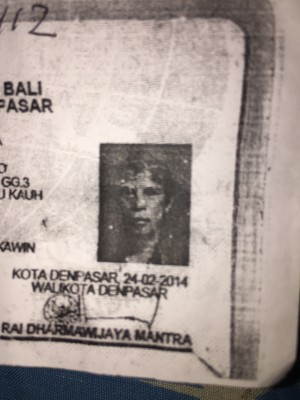 112
BALI
PASAR
GG.3
U KAUH
KAWIN
KOTA DENPASAR, 24-02-2014
WALIKOTA DENPASAR
RAI DHARMAWIJAYA MANTRA